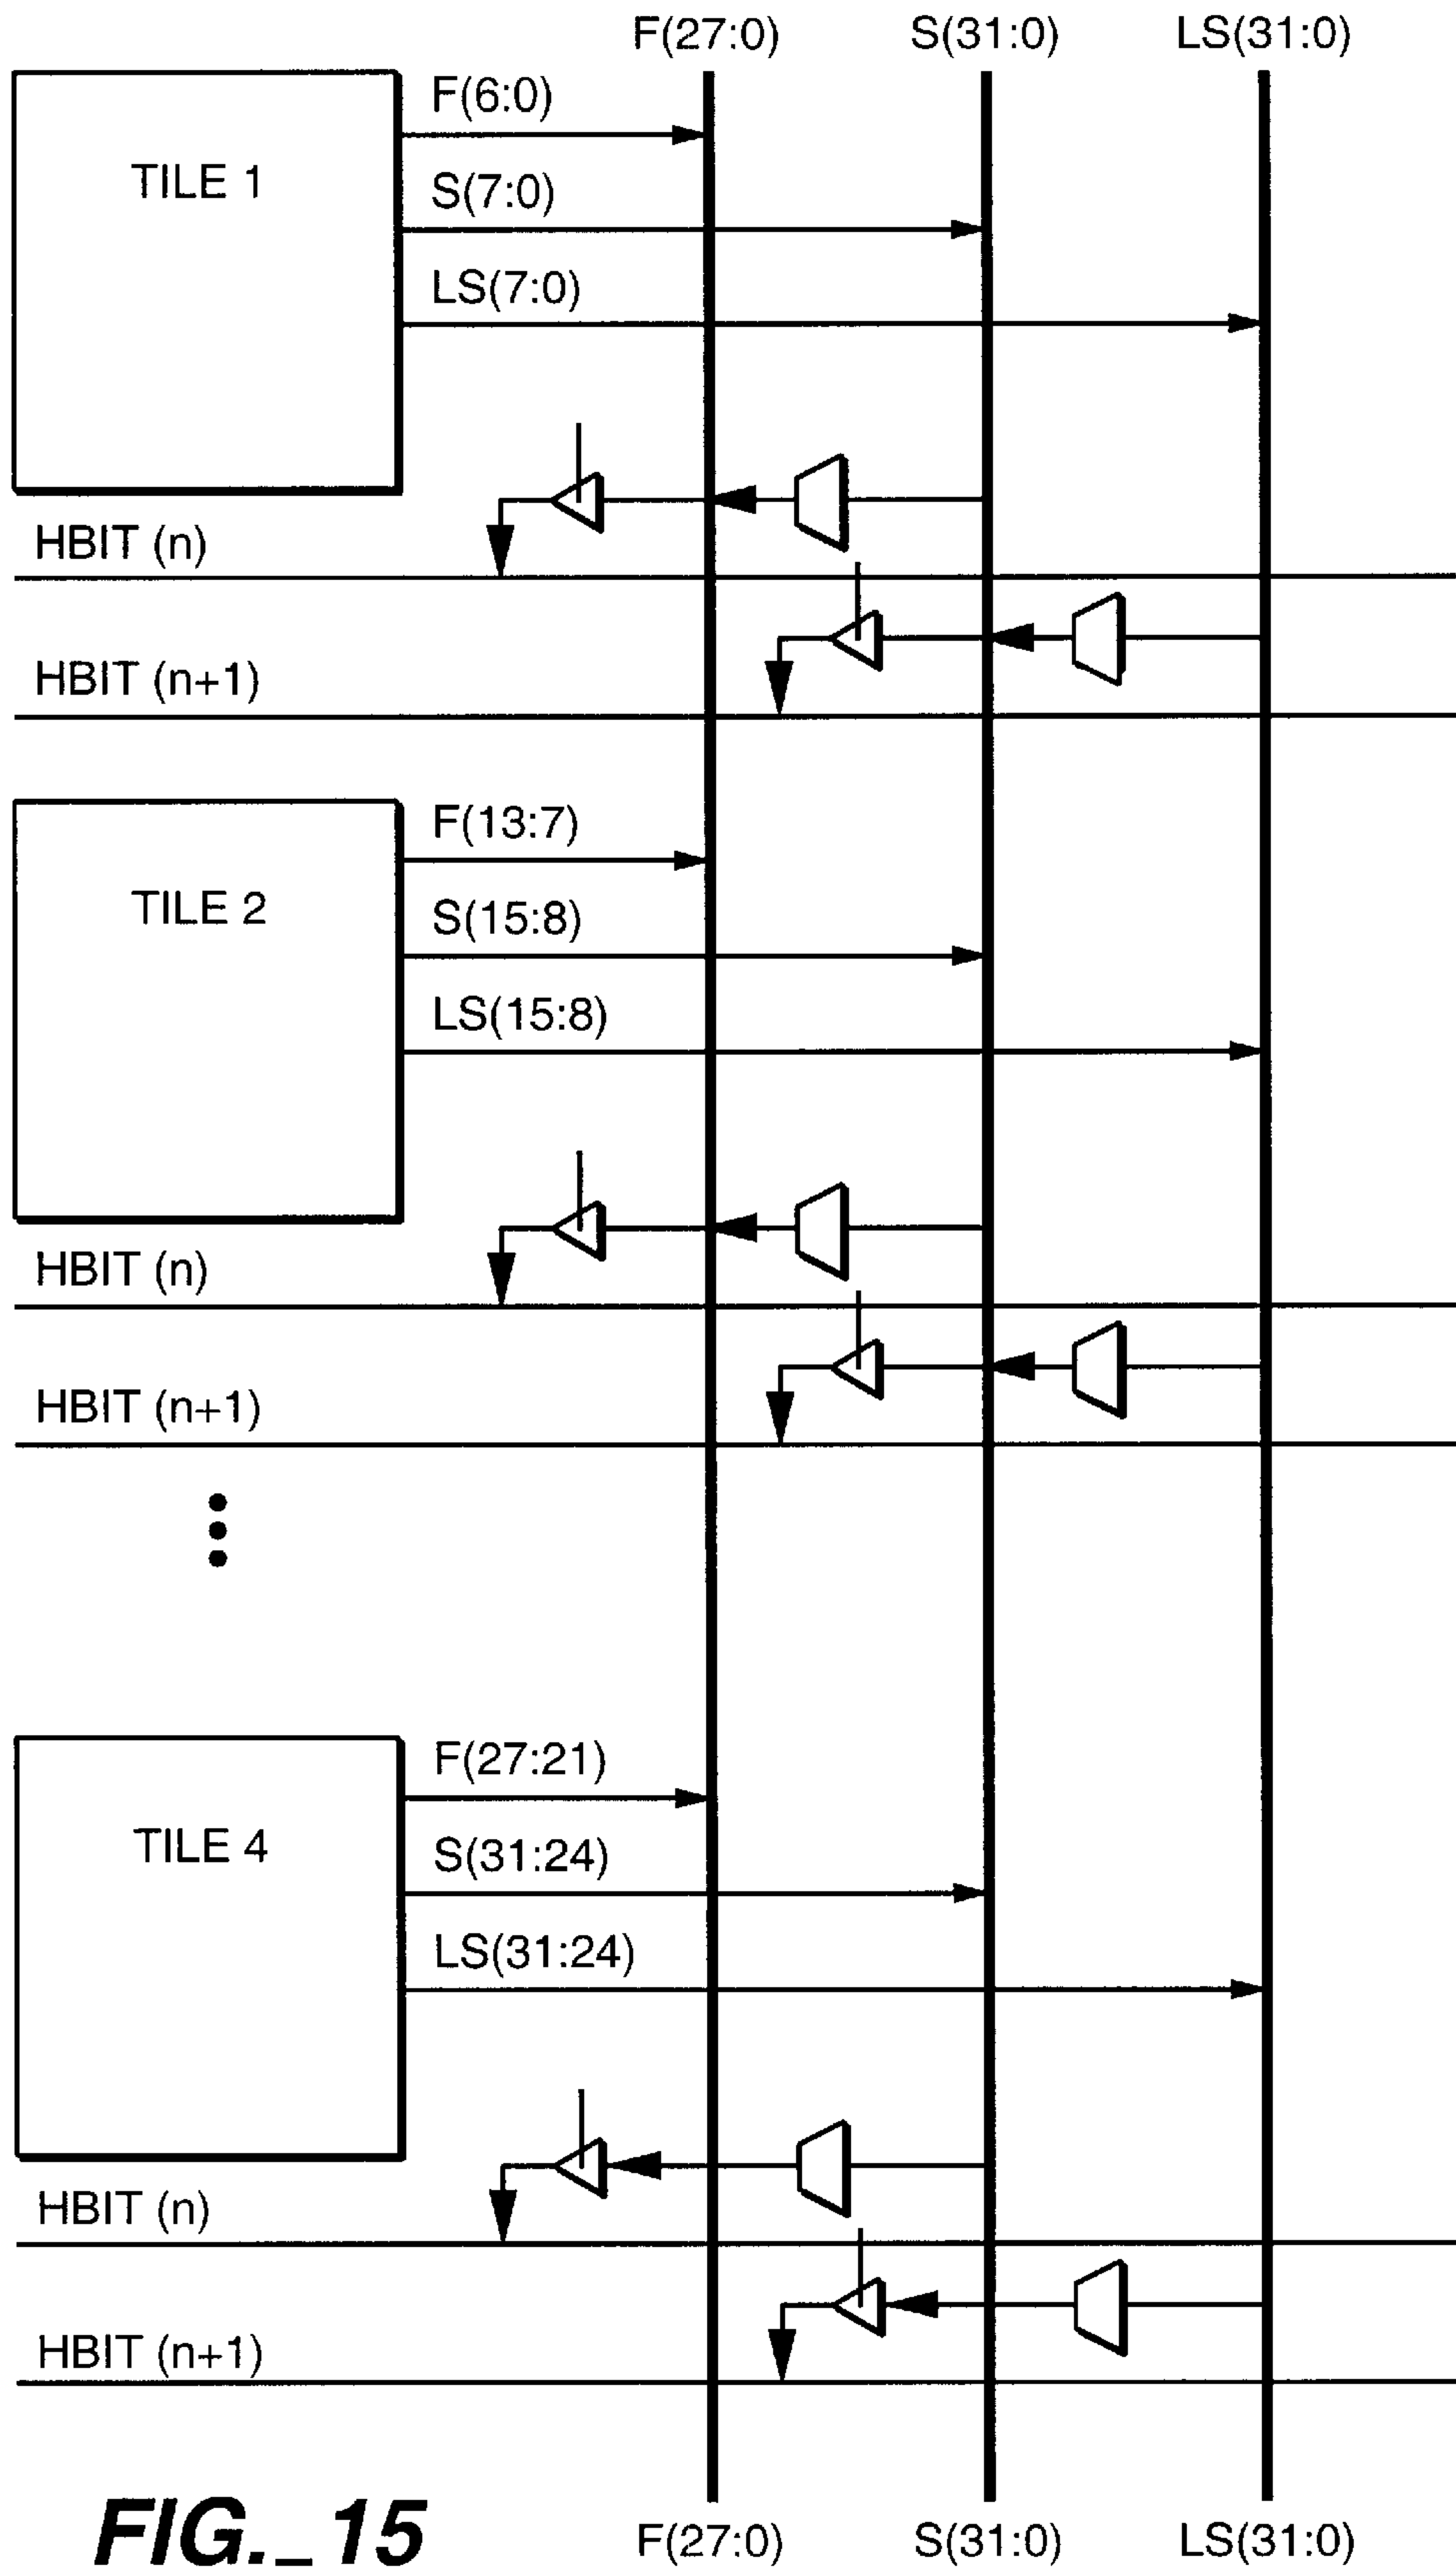 F(27:0) S(31:0) LS(31:0)
F(6:0)
TILE 1
S(7:0)
LS(7:0)
HBIT (n)
HBIT (n+1)
F(13:7)
TILE 2
S(15:8)
LS(15:8)
HBIT (n)
HBIT (n+1)
F(27:21)
TILE 4
S(31:24)
LS(31:24)
HBIT (n)
HBIT (n+1)
FIG._15
F(27:0) S(31:0) LS(31:0)